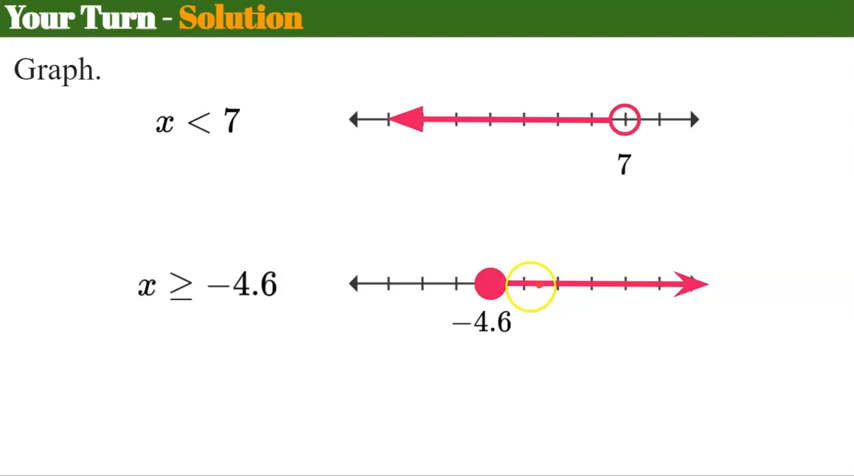 Your Turn - Solution
Graph.
x < 7
7
x ≥ −4.6
−4.6